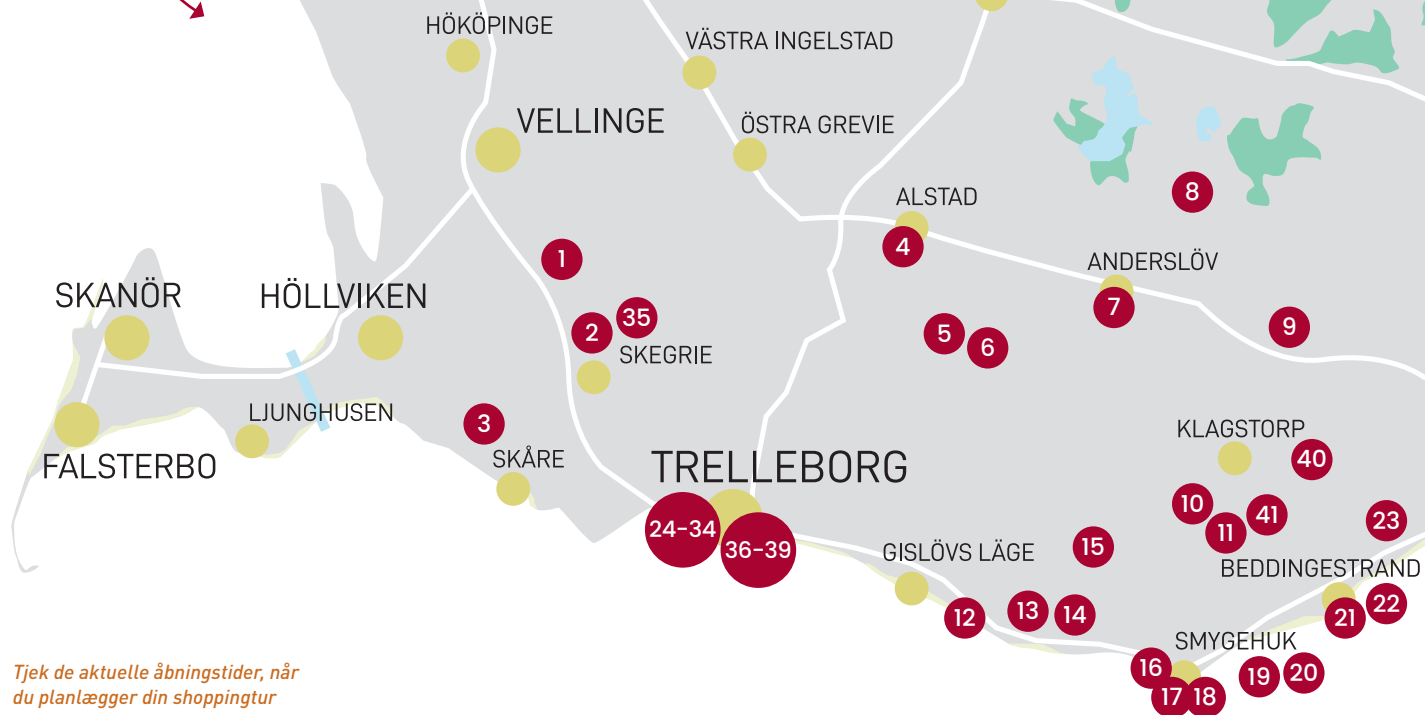 HÖKÖPINGE
VÄSTRA INGELSTAD
VELLINGE
ÖSTRA GREVIE
8
ALSTAD
4
1
ANDERSLÖV
SKANÖR
HÖLLVIKEN
7
35
2
5
9
6
SKEGRIE
LJUNGHUSEN
3
KLAGSTORP
SKÅRE
40
FALSTERBO
TRELLEBORG
10
41
23
24-34
11
15
36-39
GISLÖVS LÄGE
BEDDINGESTRAND
22
13
14
12
21
SMYGEHUK
16
19
20
17
18
Tjek de aktuelle åbningstider, når
du planlægger din shoppingtur